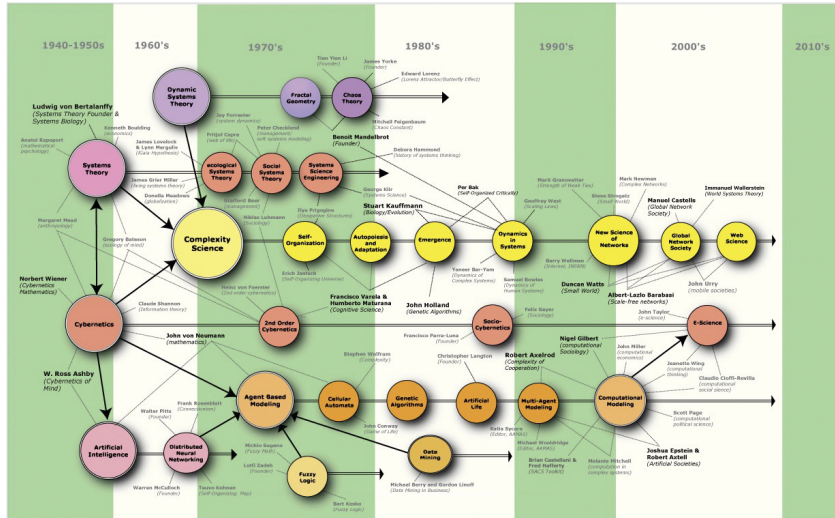 1940-1950s
1960's
1970's
1980's
1990's
2000's
2010's
Tien Yien Li
(Founder)
James Yorke
(Founder)
Edward Lorenz
(Lorenz Attractor/Butterfly Effect)
Dynamic
Systems
Theory
Fractal
Geometry
Chaos
Theory
Mitchell Feigenbaum
(Chaos Constant)
Benoit Mandelbrot
(Founder)
Ludwig von Bertalanffy
(Systems Theory Founder &
Systems Biology)
Kenneth Boulding
(economics)
Anatol Rapoport
(mathematical
psychology)
Jay Forrester
(system dynamics)
Peter Checkland
(management/
soft systems modeling)
Fritjof Capra
(web of life)
James Lovelock
& Lynn Margulis
Debora Hammond
(history of systems thinking)
Systems
Theory
ecological
Systems
Theory
Social
Systems
Theory
Systems
Science
Engineering
James Grier Miller
(living systems theory)
Donella Meadows
(globalization)
Stafford Beer
(management)
Niklas Luhmann
(Sociology)
George Klir
(Systems Science)
Ilya Prigogine
(Dissipative Structures)
Stuart Kauffmann
(Biology/Evolution)
Per Bak
(Self Organized Critically)
Geoffrey West
(Scaling Laws)
Mark Granovetter
(Strength of Weak Ties)
Mark Newman
(Complex Networks)
Steve Strogatz
(Small World)
Manuel Castells
(Global Network
Society)
Immanuel Wallerstein
(World Systems Theory)
Margaret Mead
(anthropology)
Gregory Bateson
(ecology of mind)
Complexity
Science
Self-
Organization
Autopoiesis and
Adaptation
Emergence
Dynamics
in
Systems
New Science
of
Networks
Global
Network
Society
Web
Science
Erich Jantsch
(Self-Organizing Universe)
Yaneer Bar-Yam
(Dynamics of
Complex Systems)
Barry Wellman
Samuel Bowles
(Dynamics of
Human Systems)
Duncan Watts
(Small World)
Albert-Lazlo Barabasi
(Scale-free networks)
John Urry
(mobile societies)
Norbert Wiener
(Cybernetics
Mathematics)
Heinz von Foerster
(2nd order cybernetics)
Claude Shannon
(Information theory)
Francisco Varela &
Humberto Maturana
(Cognitive Science)
John Holland
(Genetic Algorithms)
Felix Geyer
(Sociology)
John Taylor
(e-science)
Cybernetics
2nd Order
Cybernetics
Socio-
Cybernetics
E-Science
Francisco Parra-Luna
(Founder)
John von Neumann
(mathematics)
Nigel Gilbert
(computational
Sociology)
John Miller
(computational
economics)
Jeanette Wing
(computational
thinking)
Claudio Cioffi-Revilla
(computational
social sience)
Stephen Wolfram
(Complexity)
Christopher Langton
(Founder)
Robert Axelrod
(Complexity of
Cooperation)
W. Ross Ashby
(Cybernetics of
Mind)
Walter Pitts
(Founder)
Frank Rosenblatt
(Connectionism)
Agent Based
Modeling
Cellular
Automata
Genetic
Algorithms
Artificial
Life
Multi-Agent
Modeling
Computational
Modeling
Scott Page
(computational
political science)
John Conway
(Game of Life)
Katia Sycara
(Editor, AAMAS)
Michael Wooldridge
(Editor, AAMAS)
Brian Castellani &
Fred Hafferty
(SACS Toolkit)
Melanie Mitchell
(computation in
complex systems)
Joshua Epstein &
Robert Axtell
(Artificial Societies)
Artificial
Intelligence
Distributed
Neural
Networking
Michio Sugeno
(Fuzzy Math)
Lotfi Zadeh
(Founder)
Fuzzy
Logic
Data
Mining
Warren McCulloch
(Founder)
(Self-Organizing Map)
Bart Kosko
(Fuzzy Logic)
Michael Berry and Gordon Linoff
(Data Mining in Business)